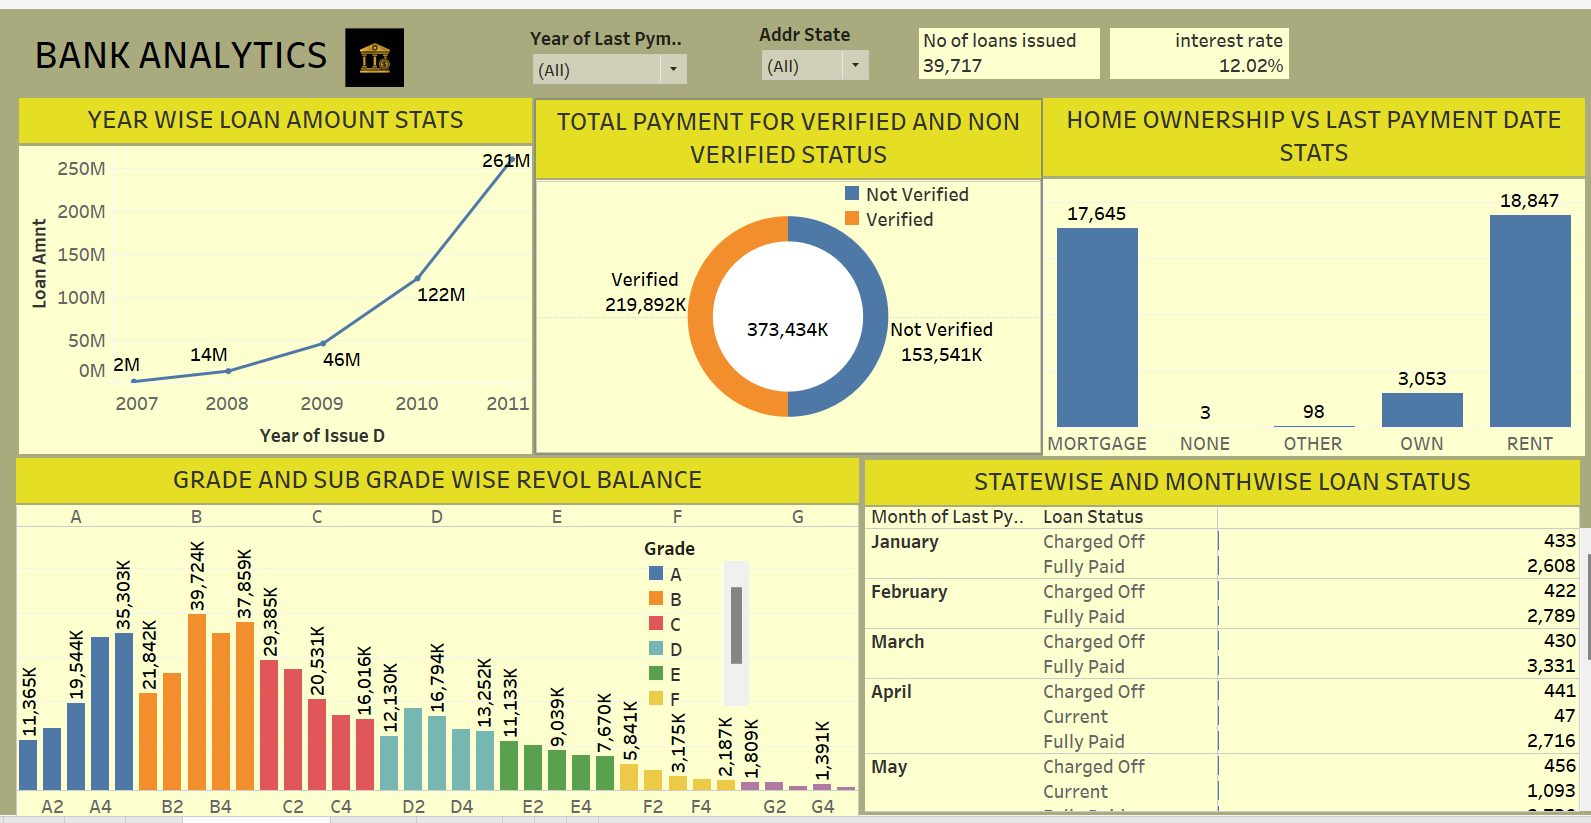 BANK ANALYTICS
Year of Last Pym..
(All)
Addr State
(All)
No of loans issued
39,717
interest rate
12.02%
YEAR WISE LOAN AMOUNT STATS
250M
200M
150M
100M
50M
0M
Loan Amnt
2M
14M
46M
122M
261M
2007 2008 2009 2010 2011
Year of Issue D
TOTAL PAYMENT FOR VERIFIED AND NON
VERIFIED STATUS
Not Verified
Verified
Verified
219,892K
373,434K
Not Verified
153,541K
HOME OWNERSHIP VS LAST PAYMENT DATE
STATS
17,645
3
98
3,053
18,847
MORTGAGE NONE OTHER OWN RENT
GRADE AND SUB GRADE WISE REVOL BALANCE
A B C D E F G
11,365K
19,544K
35,303K
21,842K
39,724K
37,859K
29,385K
20,531K
16,016K
12,130K
16,794K
13,252K
11,133K
9,039K
7,670K
5,841K
3,175K
2,187K
1,809K
1,391K
Grade
A
B
C
D
E
F
A2 A4 B2 B4 C2 C4 D2 D4 E2 E4 F2 F4 G2 G4
STATEWISE AND MONTHWISE LOAN STATUS
Month of Last Py.. Loan Status
January Charged Off 433
Fully Paid 2,608
February Charged Off 422
Fully Paid 2,789
March Charged Off 430
Fully Paid 3,331
April Charged Off 441
Current 47
Fully Paid 2,716
May Charged Off 456
Current 1,093